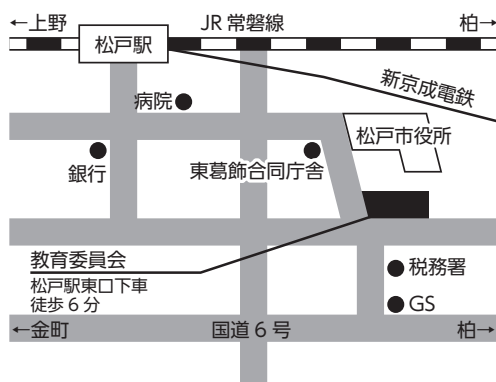 ←上野
JR 常磐線
柏→
松戸駅
新京成電鉄
病院
松戸市役所
銀行
東葛飾合同庁舎
教育委員会
松戸駅東口下車
徒歩 6 分
税務署
GS
←金町
国道 6 号
柏→